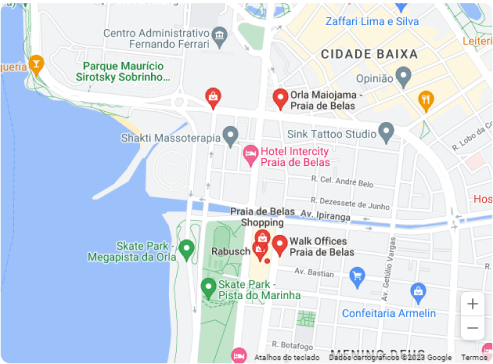 Zaffari Lima e Silva
Leiteri
Centro Administrativo
Fernando Ferrari
CIDADE BAIXA
queria
Parque Maurício
Sirotsky Sobrinho...
Opinião
Orla Maiojama -
Praia de Belas
Shakti Massoterapia
Sink Tattoo Studio
R. Lobo da Co
Hotel Intercity
Praia de Belas
R. Cel. André Belo
R. Dezessete de Junho
Hos
Praia de Belas
Shopping
Av. Ipiranga
Skate Park -
Megapista da Orla
Rabusch
Walk Offices
Praia de Belas
Av. Getúlio Vargas
Av. Bastian
Skate Park -
Pista do Marinha
Confeitaria Armelin
R. Botafogo
MENINO DEUS
Atalhos do teclado
Dados cartográficos ©2023 Google
Termos